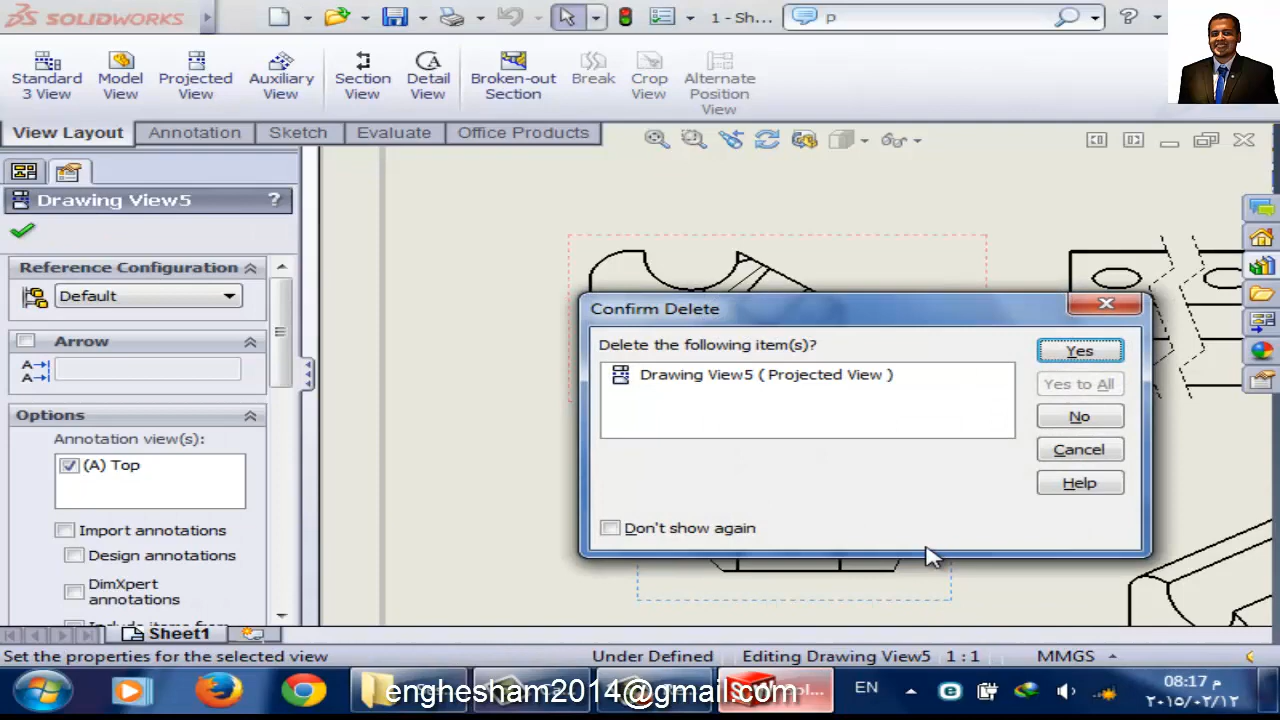 SOLIDWORKS
1 - Sh...
p
Standard
3 View
Model
View
Projected
View
Auxiliary
View
Section
View
Detail
View
Broken-out
Section
Break
Crop
View
Alternate
Position
View
View Layout
Annotation
Sketch
Evaluate
Office Products
Drawing View5
?
Reference Configuration
Default
Arrow
Options
Annotation view(s):
(A) Top
Import annotations
Design annotations
DimXpert
annotations
Confirm Delete
Delete the following item(s)?
Drawing View5 ( Projected View )
Yes
Yes to All
No
Cancel
Help
Don't show again
Sheet1
Set the properties for the selected view
Under Defined
Editing Drawing View5
1 : 1
MMGS
enghesham2014@gmail.com
EN
08:17 م
٢٠١٥/٠٢/١٢